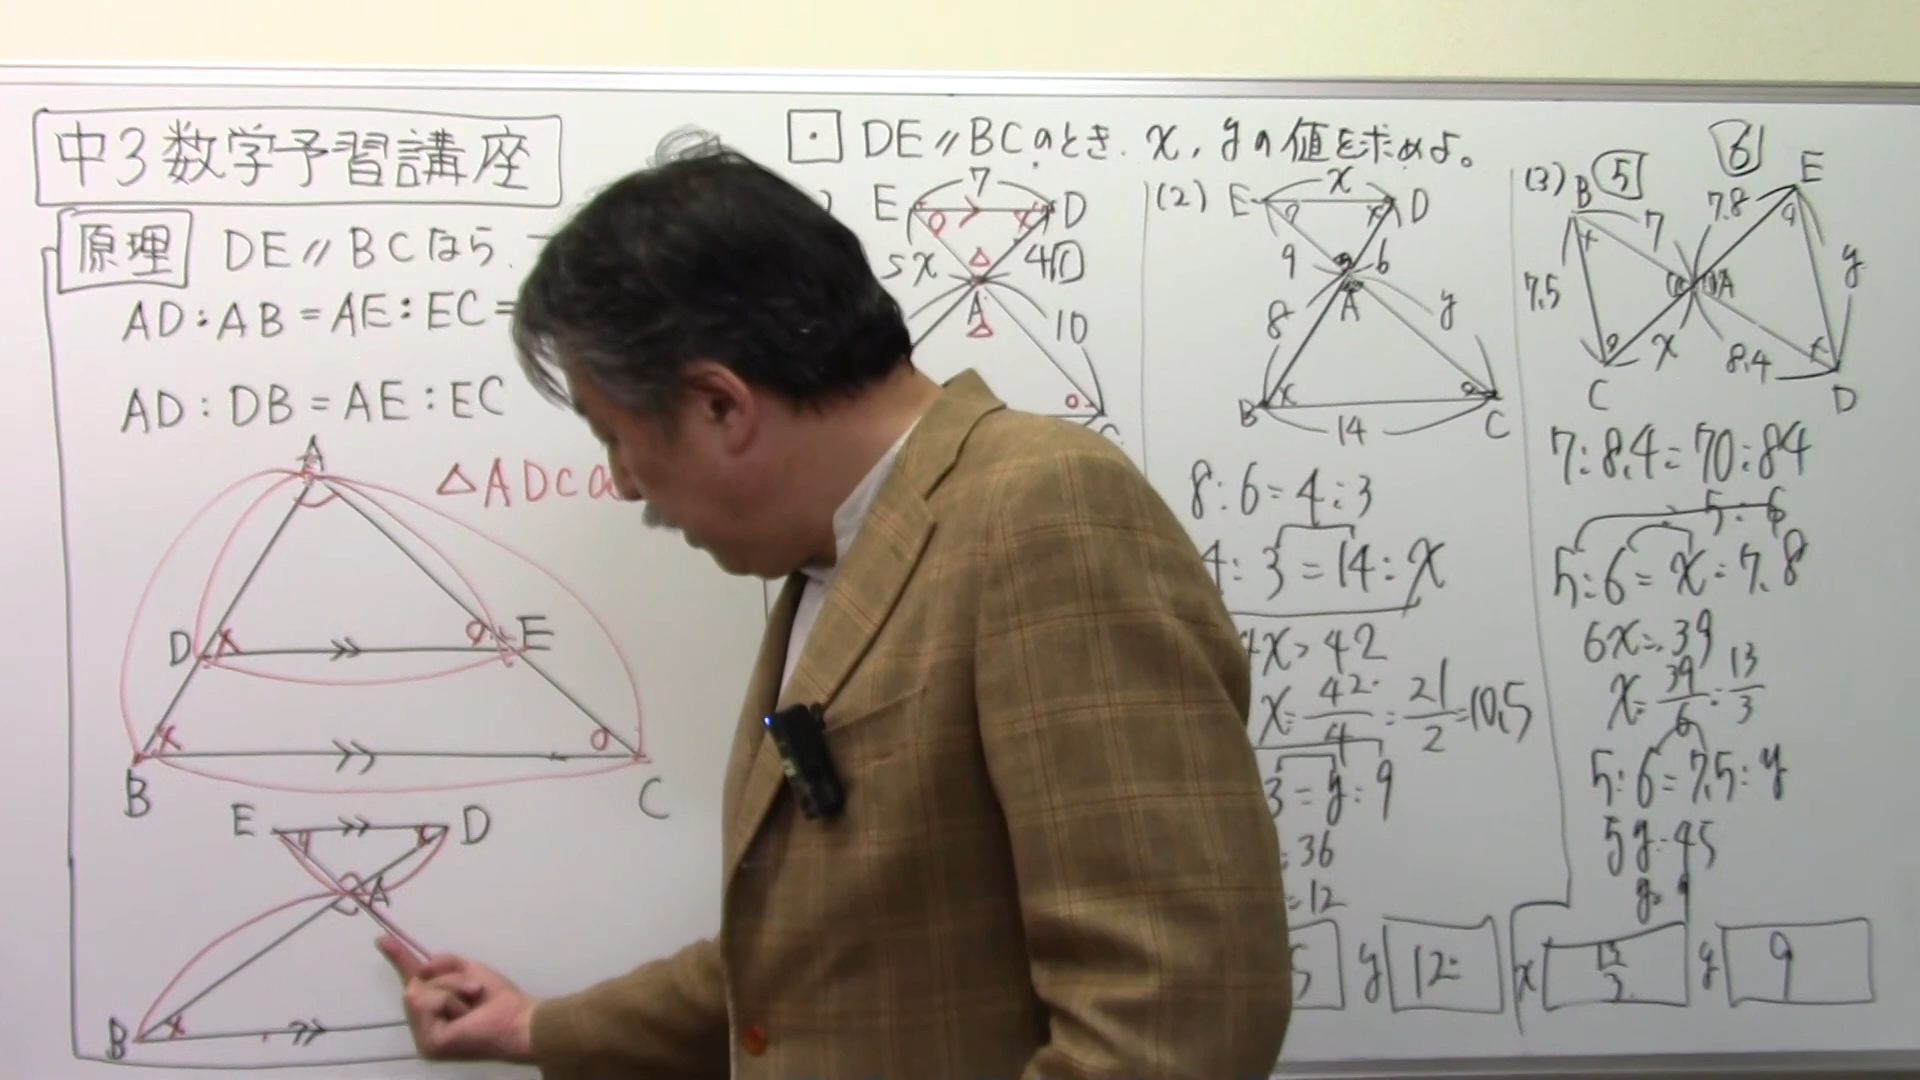 中3数学予習講座
原理 DE∥BCなら
AD:AB=AE:EC=
AD:DB=AE:EC
A
△ADC
D × ○ E
B × ○ C
E D
A
B ×
・ DE∥BCのとき、x,yの値を求めよ。
E 7 D
5 x 4
A
10
(2) E x D
9 6
A
8 y
B 14 C
8:6=4:3
4:3=14:x
4x=42
x=42/4=21/2=10.5
3=y:9
36
=12
5 y 12
(3) B 5 6 E
7 7.8
7.5 A y
x 8.4
C D
7:8.4=70:84
5:6
5:6=x:7.8
6x=39
x=39/6=13/3
5:6=7.5:y
5y=45
y=9
x 13/3 y 9